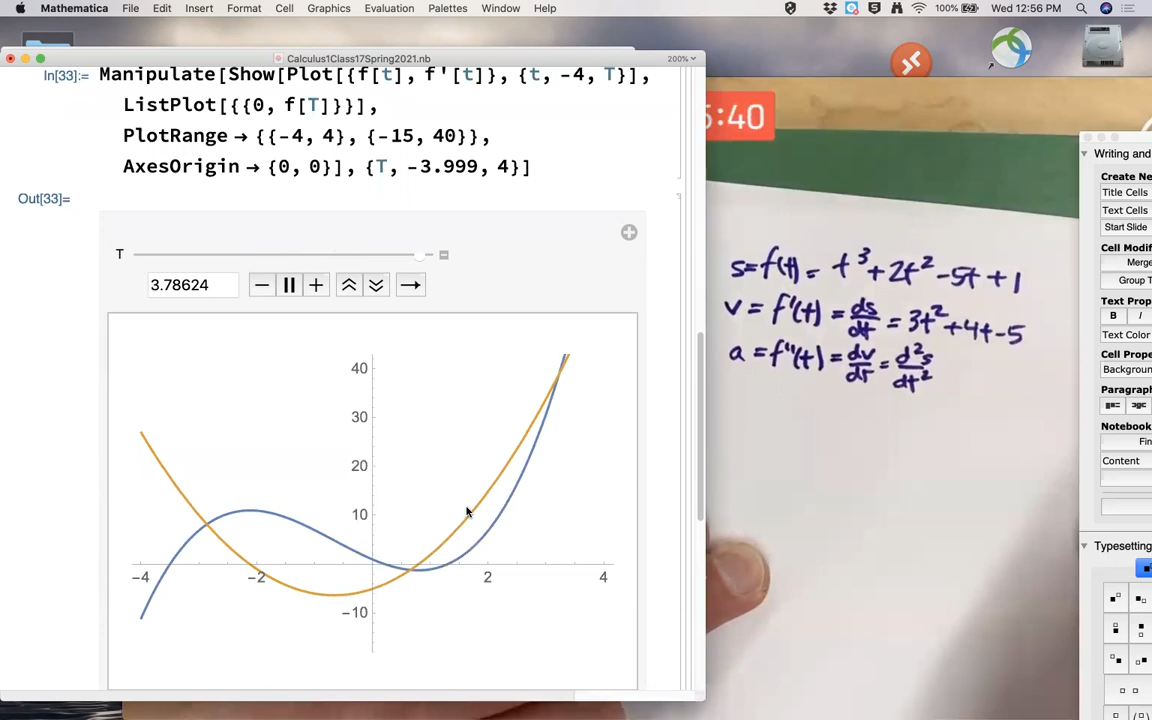 Mathematica File Edit Insert Format Cell Graphics Evaluation Palettes Window Help 100% Wed 12:56 PM
Calculus1Class17Spring2021.nb 200%
In[33]:= Manipulate[Show[Plot[{f[t], f'[t]}, {t, -4, T}],
ListPlot[{{0, f[T]}}],
PlotRange → {{-4, 4}, {-15, 40}},
AxesOrigin → {0, 0}], {T, -3.999, 4}]
Out[33]=
T
3.78624
40
30
20
10
-4 -2 2 4
-10
5:40
s=f(t)= t³+2t²-5t+1
v = f'(t) = ds/dt = 3t²+4t-5
a = f''(t) = dv/dt = d²s/dt²
Writing and
Create Ne
Title Cells
Text Cells
Start Slide
Cell Modif
Merge
Group T
Text Prop
B I
Text Color
Cell Prope
Backgroun
Paragrap
Notebook
Fin
Content
Typesettin